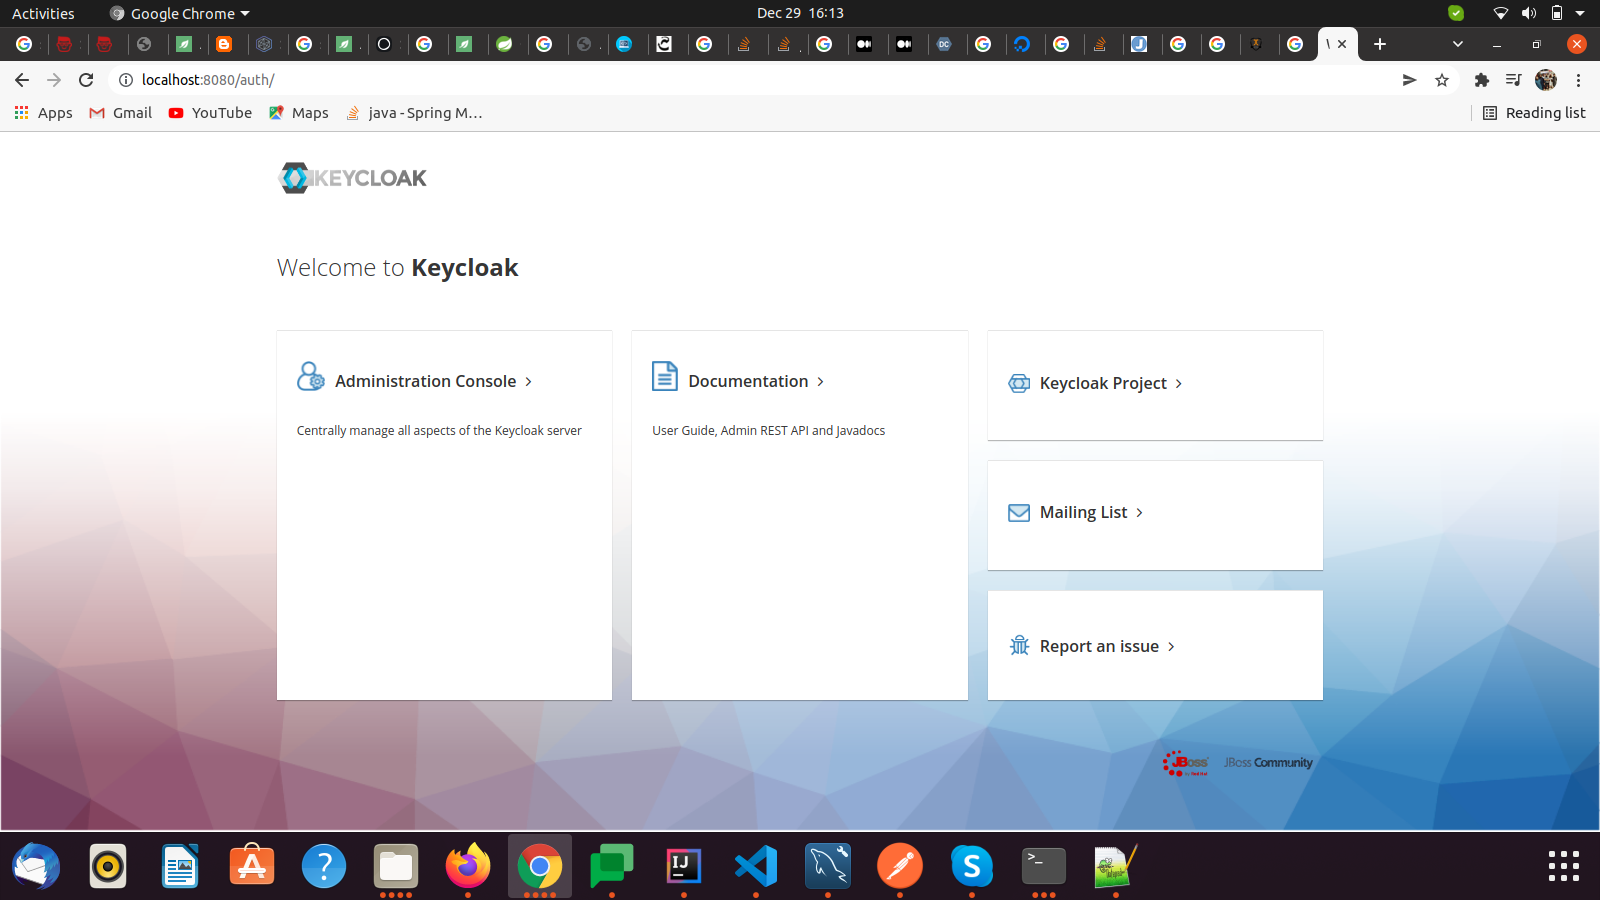 Activities
Google Chrome
Dec 29 16:13
localhost:8080/auth/
Apps
Gmail
YouTube
Maps
java - Spring M...
Reading list
KEYCLOAK
Welcome to Keycloak
Administration Console
Centrally manage all aspects of the Keycloak server
Documentation
User Guide, Admin REST API and Javadocs
Keycloak Project
Mailing List
Report an issue
JBoss
JBoss Community